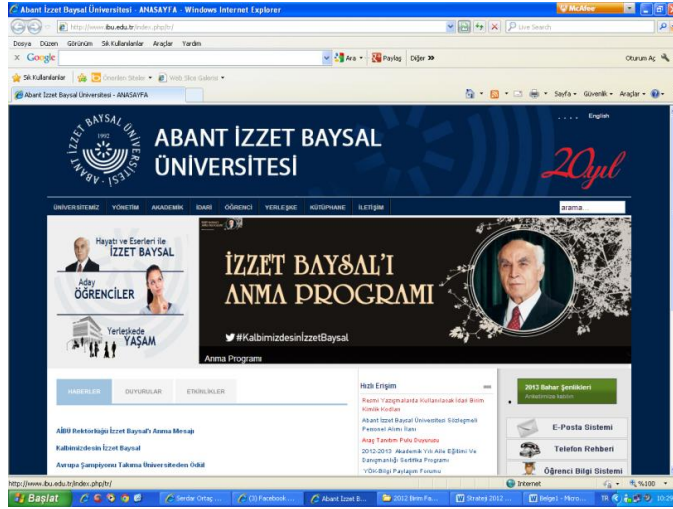 Abant İzzet Baysal Üniversitesi - ANASAYFA - Windows Internet Explorer
McAfee
http://www.ibu.edu.tr/index.php/tr/
Live Search
Dosya Düzen Görünüm Sık Kullanılanlar Araçlar Yardım
Google
Ara
Paylaş
Diğer
Oturum Aç
Sık Kullanılanlar
Önerilen Siteler
Web Slice Galerisi
Abant İzzet Baysal Üniversitesi - ANASAYFA
Sayfa
Güvenlik
Araçlar
English
ABANT İZZET BAYSAL ÜNİVERSİTESİ
1992
ABANT İZZET BAYSAL
ÜNİVERSİTESİ
20.yıl
ÜNİVERSİTEMİZ YÖNETİM AKADEMİK İDARİ ÖĞRENCİ YERLEŞKE KÜTÜPHANE İLETİŞİM
arama...
Hayatı ve Eserleri ile
İZZET BAYSAL
Aday
ÖĞRENCİLER
Yerleşkede
YAŞAM
İZZET BAYSAL'I
ANMA PROGRAMI
#KalbimizdesinİzzetBaysal
Anma Programı
HABERLER DUYURULAR ETKİNLİKLER
AİBÜ Rektörlüğü İzzet Baysal'ı Anma Mesajı
Kalbimizdesin İzzet Baysal
Avrupa Şampiyonu Takıma Üniversiteden Ödül
Hızlı Erişim
Resmi Yazışmalarda Kullanılacak İdari Birim
Kimlik Kodları
Abant İzzet Baysal Üniversitesi Sözleşmeli
Personel Alımı İlanı
Araç Tanıtım Pulu Duyurusu
2012-2013 Akademik Yılı Aile Eğitimi Ve
Danışmanlığı Sertifika Programı
YÖK-Bilgi Paylaşım Forumu
2013 Bahar Şenlikleri
E-Posta Sistemi
Telefon Rehberi
Öğrenci Bilgi Sistemi
http://www.ibu.edu.tr/index.php/tr/
Internet
%100
Başlat
Serdar Ortaç ...
(3) Facebook ...
Abant İzzet B...
2012 Birim Fa...
Strateji 2012 ...
Belge1 - Micro...
TR
10:29